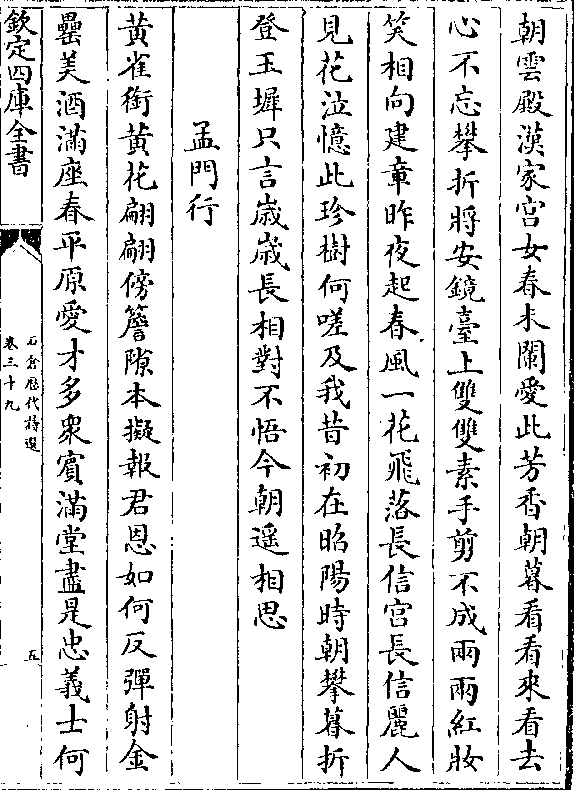 朝雲殿漢家宫女春未闌愛此芳香朝暮看看來看去
心不忘攀折將安鏡臺上雙雙素手剪不成兩兩紅妝
笑相向建章昨夜起春風一花飛落長信宫長信麗人
見花泣憶此珍樹何嗟及我昔初在昭陽時朝攀暮折
登玉墀只言嵗嵗長相對不悟今朝遥相思
孟門行
黄雀銜黄花翩翩傍簷隙本擬報君恩如何反彈射金
罍美酒滿座春平原愛才多衆賓滿堂盡是忠義士何
欽定四庫全書
石倉歴代詩選
卷三十九
五